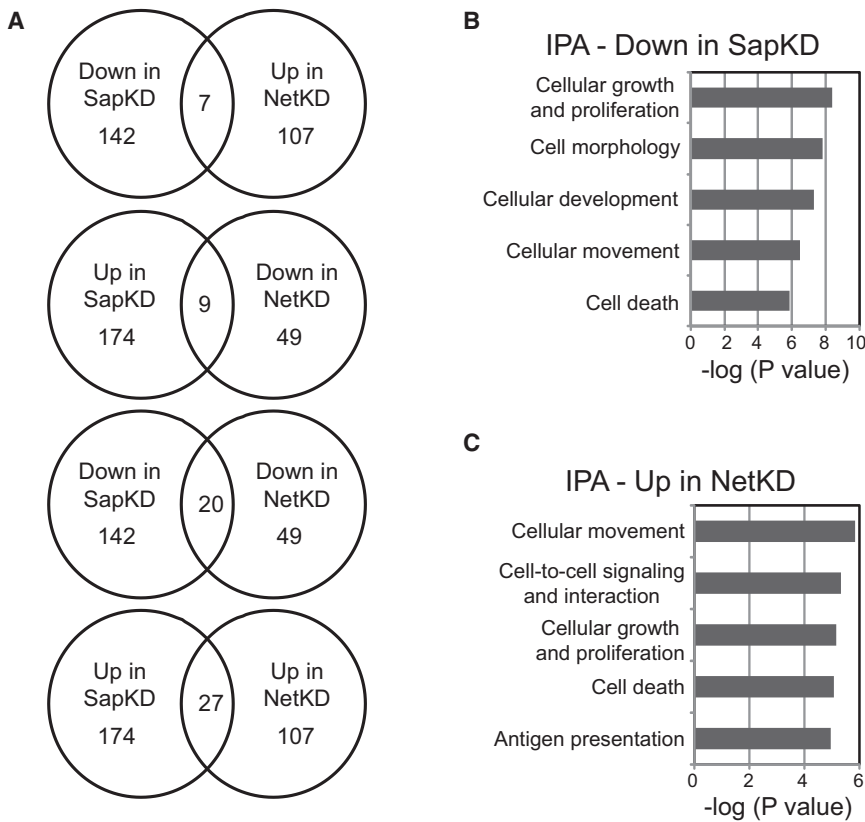 A
Down in
SapKD
142
7
Up in
NetKD
107
Up in
SapKD
174
9
Down in
NetKD
49
Down in
SapKD
142
20
Down in
NetKD
49
Up in
SapKD
174
27
Up in
NetKD
107
B
IPA - Down in SapKD
Cellular growth
and proliferation
Cell morphology
Cellular development
Cellular movement
Cell death
0 2 4 6 8 10
-log (P value)
C
IPA - Up in NetKD
Cellular movement
Cell-to-cell signaling
and interaction
Cellular growth
and proliferation
Cell death
Antigen presentation
0 2 4 6
-log (P value)